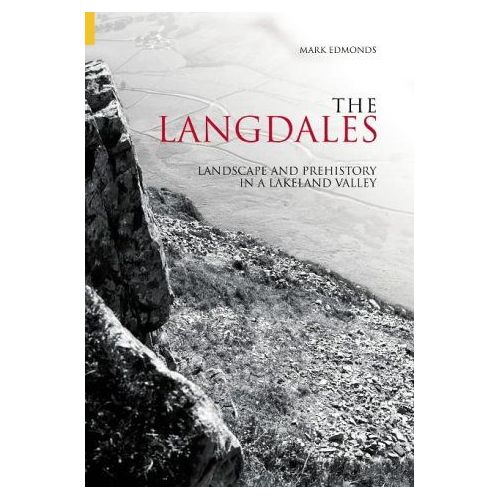 MARK EDMONDS
THE
LANGDALES
LANDSCAPE AND PREHISTORY
IN A LAKELAND VALLEY